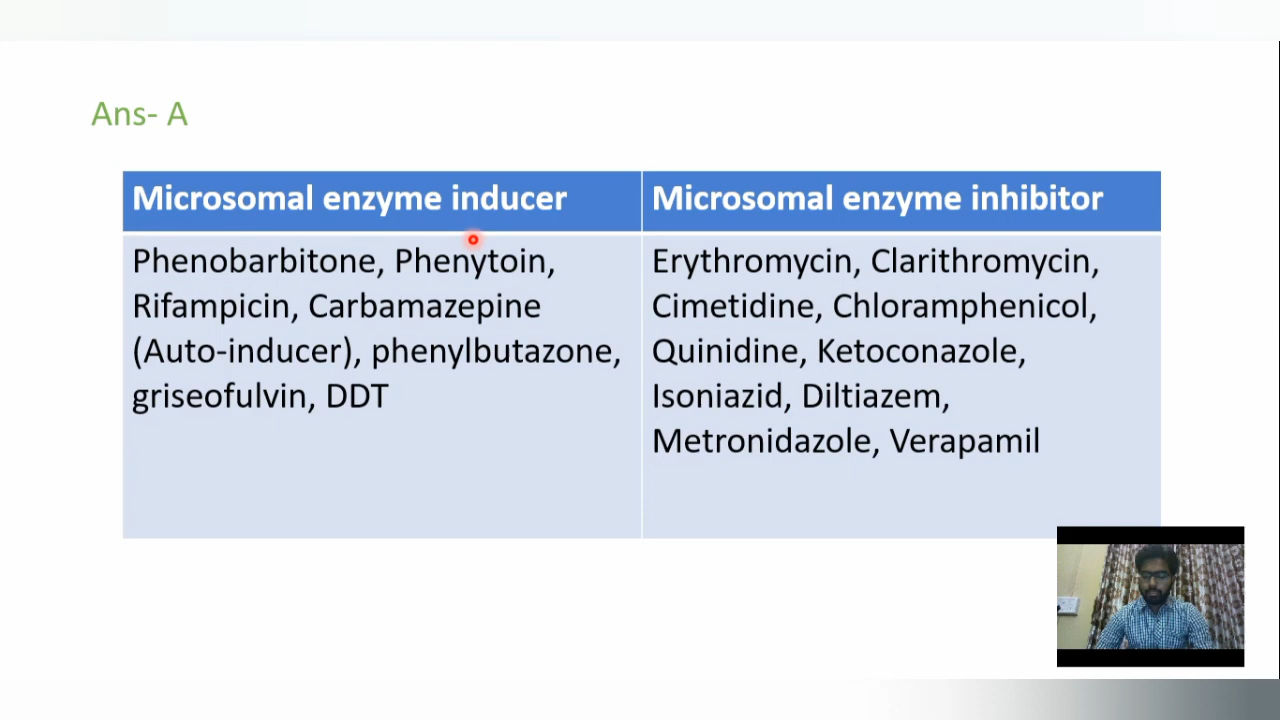 Ans- A
Microsomal enzyme inducer
Microsomal enzyme inhibitor
Phenobarbitone, Phenytoin,
Rifampicin, Carbamazepine
(Auto-inducer), phenylbutazone,
griseofulvin, DDT
Erythromycin, Clarithromycin,
Cimetidine, Chloramphenicol,
Quinidine, Ketoconazole,
Isoniazid, Diltiazem,
Metronidazole, Verapamil